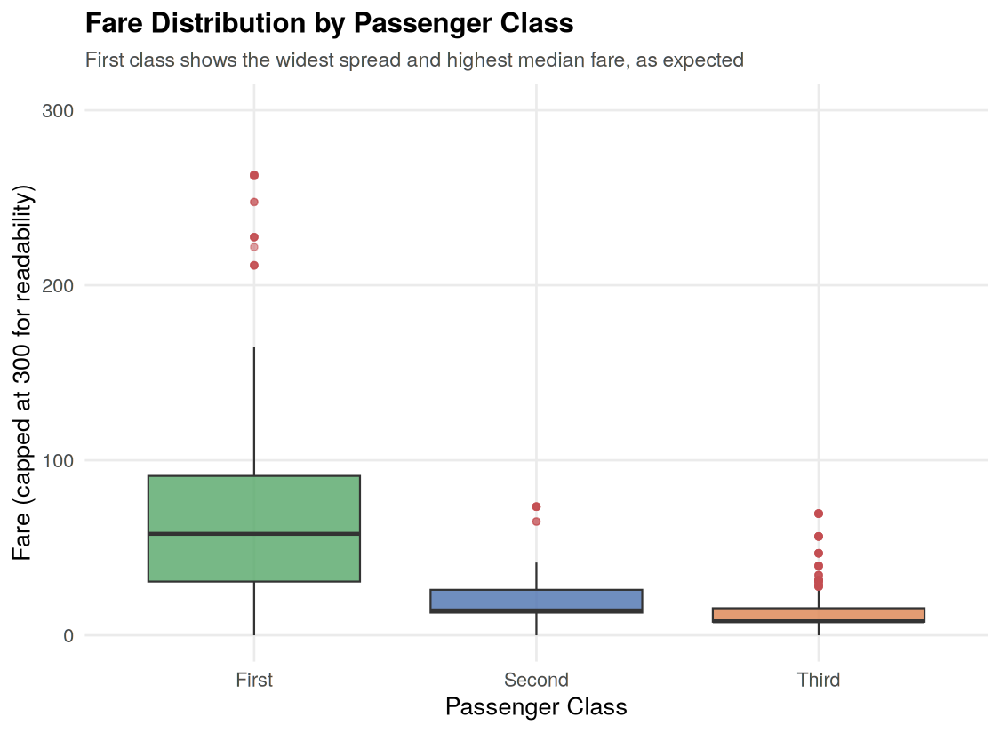 Fare Distribution by Passenger Class
First class shows the widest spread and highest median fare, as expected
Fare (capped at 300 for readability)
300
200
100
0
First
Second
Third
Passenger Class